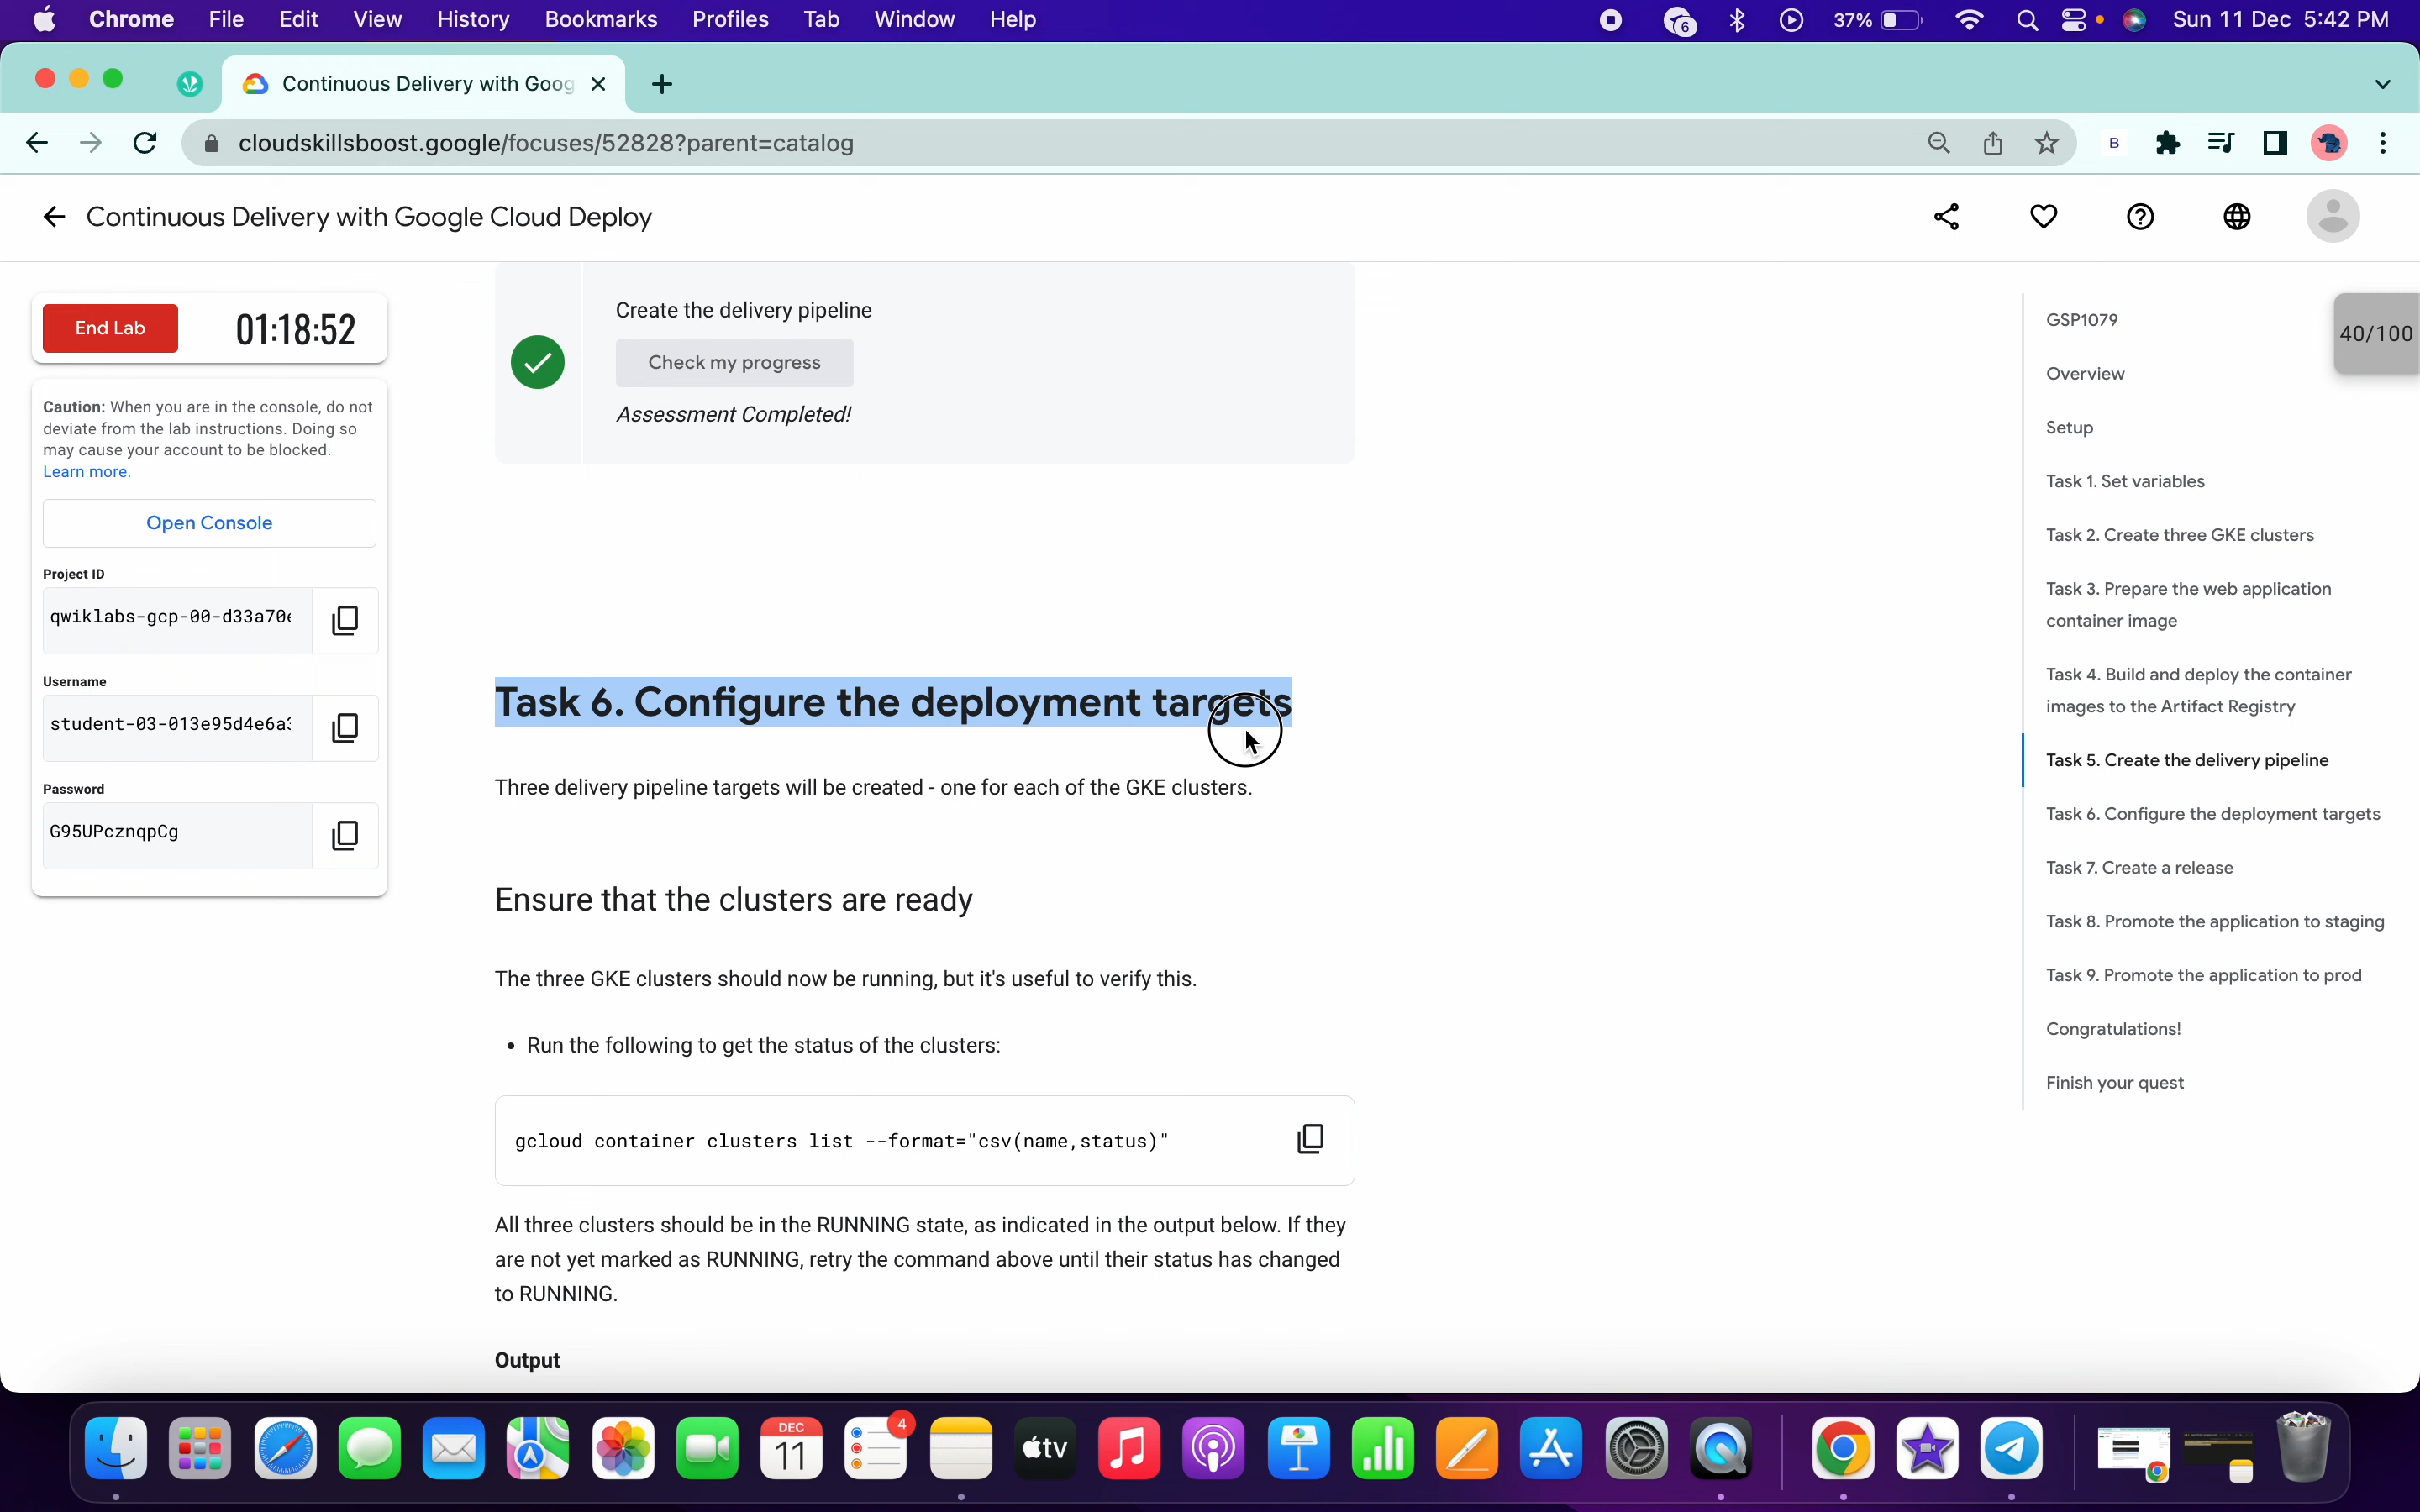 Chrome File Edit View History Bookmarks Profiles Tab Window Help 6 37% Sun 11 Dec 5:42 PM
Continuous Delivery with Goog
cloudskillsboost.google/focuses/52828?parent=catalog B
Continuous Delivery with Google Cloud Deploy
End Lab 01:18:52
Caution: When you are in the console, do not
deviate from the lab instructions. Doing so
may cause your account to be blocked.
Learn more.
Open Console
Project ID
qwiklabs-gcp-00-d33a70
Username
student-03-013e95d4e6a
Password
G95UPcznqpCg
Create the delivery pipeline
Check my progress
Assessment Completed!
Task 6. Configure the deployment targets
Three delivery pipeline targets will be created - one for each of the GKE clusters.
Ensure that the clusters are ready
The three GKE clusters should now be running, but it's useful to verify this.
• Run the following to get the status of the clusters:
gcloud container clusters list --format="csv(name,status)"
All three clusters should be in the RUNNING state, as indicated in the output below. If they
are not yet marked as RUNNING, retry the command above until their status has changed
to RUNNING.
Output
GSP1079
40/100
Overview
Setup
Task 1. Set variables
Task 2. Create three GKE clusters
Task 3. Prepare the web application
container image
Task 4. Build and deploy the container
images to the Artifact Registry
Task 5. Create the delivery pipeline
Task 6. Configure the deployment targets
Task 7. Create a release
Task 8. Promote the application to staging
Task 9. Promote the application to prod
Congratulations!
Finish your quest
DEC
11
4
tv